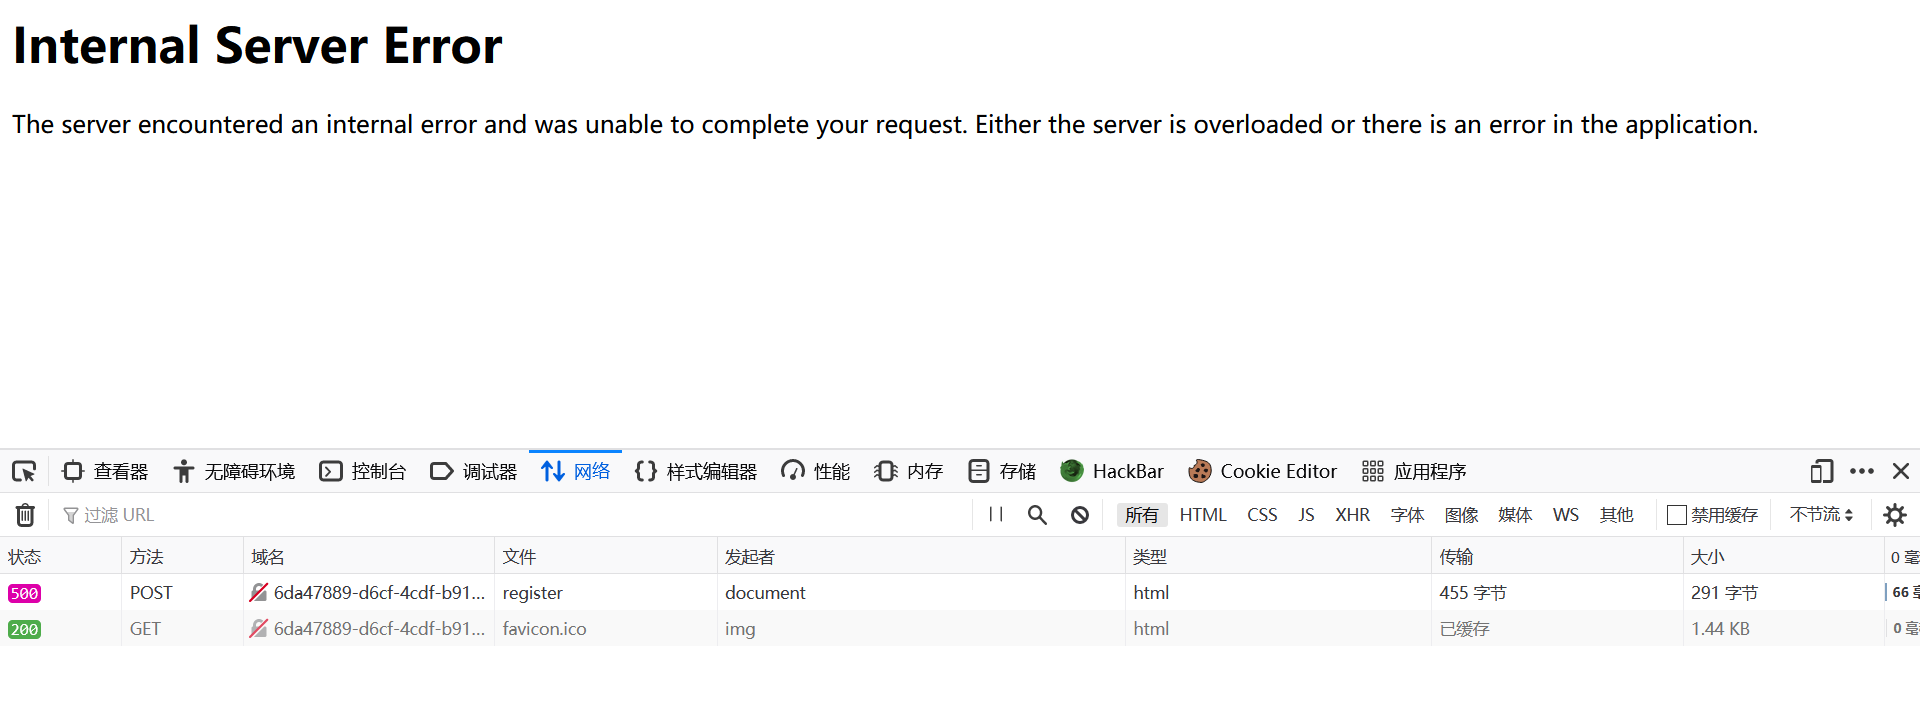 Internal Server Error
The server encountered an internal error and was unable to complete your request. Either the server is overloaded or there is an error in the application.
查看器 无障碍环境 控制台 调试器 网络 样式编辑器 性能 内存 存储 HackBar Cookie Editor 应用程序
过滤 URL 所有 HTML CSS JS XHR 字体 图像 媒体 WS 其他 禁用缓存 不节流
状态 方法 域名 文件 发起者 类型 传输 大小 0 毫
500 POST 6da47889-d6cf-4cdf-b91... register document html 455 字节 291 字节 66
200 GET 6da47889-d6cf-4cdf-b91... favicon.ico img html 已缓存 1.44 KB 0 毫